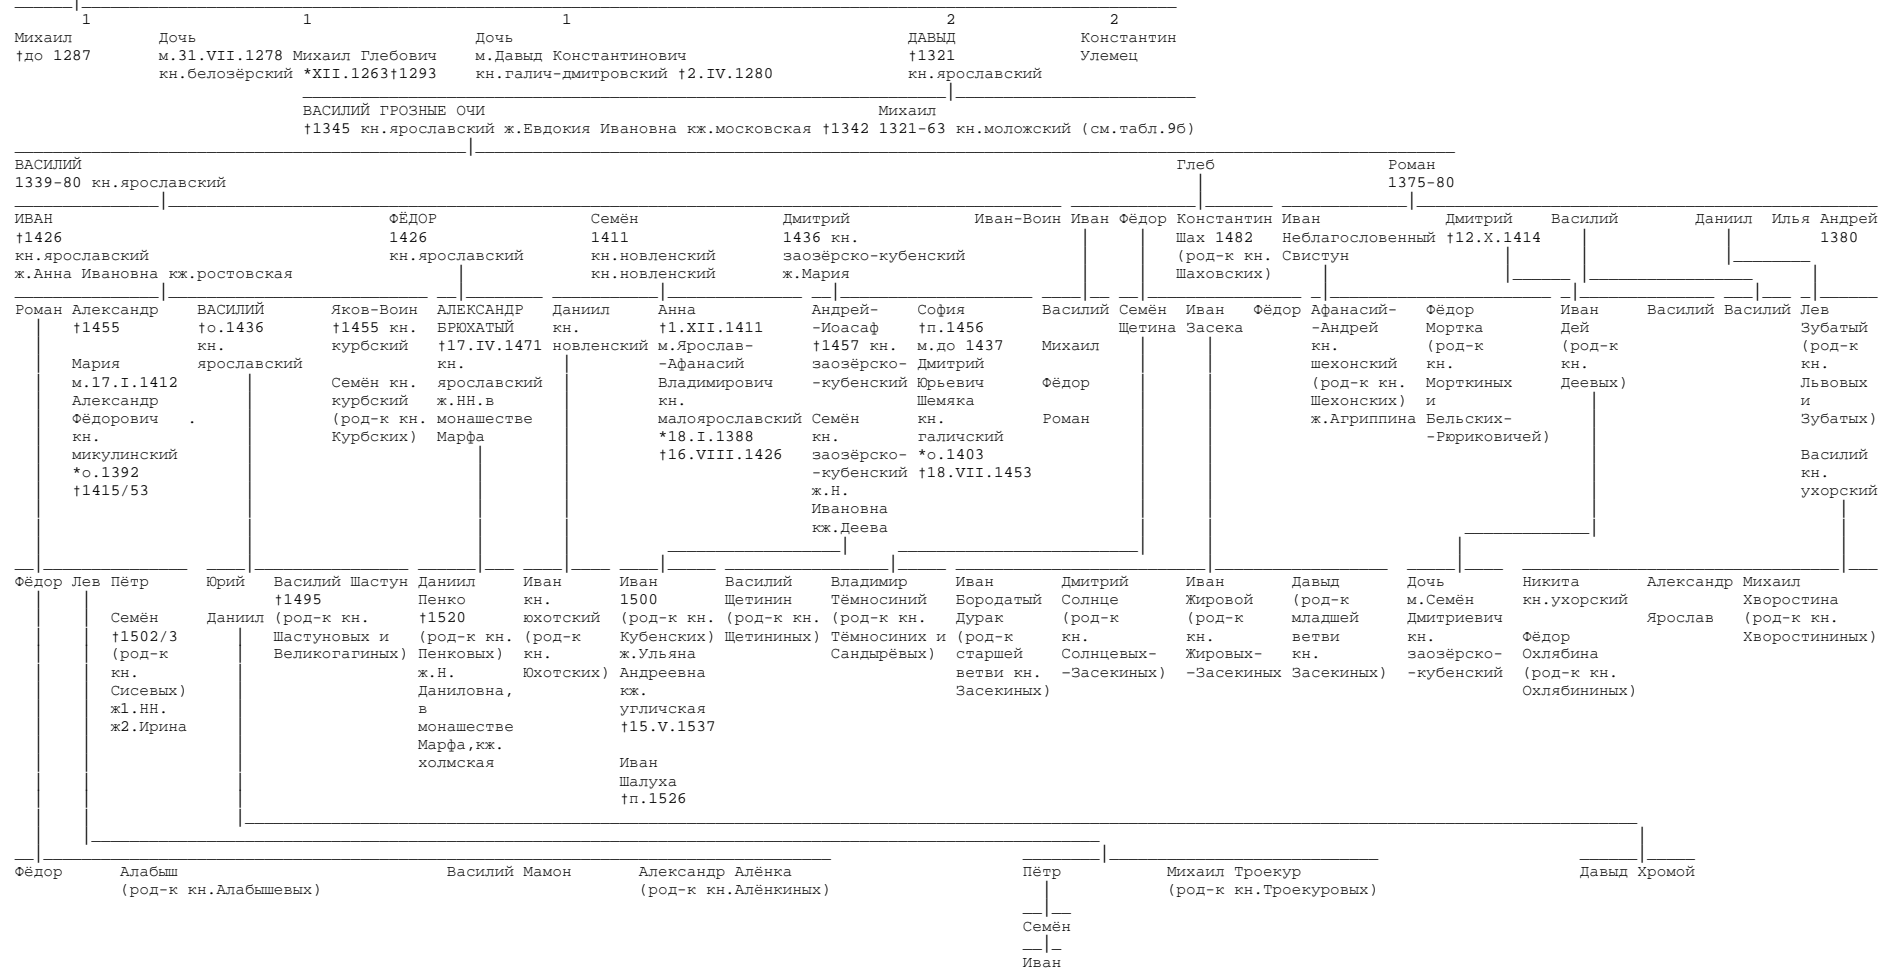 1 1 1 2 2
Михаил Дочь Дочь ДАВЫД Константин
†до 1287 м.31.VII.1278 Михаил Глебович м.Давыд Константинович †1321 Улемец
кн.белозёрский *XII.1263†1293 кн.галич-дмитровский †2.IV.1280 кн.ярославский
ВАСИЛИЙ ГРОЗНЫЕ ОЧИ Михаил
†1345 кн.ярославский ж.Евдокия Ивановна кж.московская †1342 1321-63 кн.моложский (см.табл.9б)
ВАСИЛИЙ Глеб Роман
1339-80 кн.ярославский 1375-80
ИВАН ФЁДОР Семён Дмитрий Иван-Воин Иван Фёдор Константин Иван Дмитрий Василий Даниил Илья Андрей
†1426 1426 1411 1436 кн. Шах 1482 Неблагословенный †12.X.1414 1380
кн.ярославский кн.ярославский кн.новленский заозёрско-кубенский (род-к кн. Свистун
ж.Анна Ивановна кж.ростовская кн.новленский ж.Мария Шаховских)
Роман Александр ВАСИЛИЙ Яков-Воин АЛЕКСАНДР Даниил Анна Андрей- София Василий Семён Иван Фёдор Афанасий- Фёдор Иван Василий Василий Лев
†1455 †о.1436 †1455 кн. БРЮХАТЫЙ кн. †1.XII.1411 -Иоасаф †п.1456 Щетина Засека -Андрей Мортка Дей Зубатый
кн. курбский †17.IV.1471 новленский м.Ярослав- †1457 кн. м.до 1437 Михаил кн. (род-к (род-к (род-к
Мария ярославский кн. -Афанасий заозёрско- Дмитрий шехонский кн. кн. кн.
м.17.I.1412 Семён кн. ярославский Владимирович -кубенский Юрьевич Фёдор (род-к кн. Морткиных Деевых) Львовых
Александр курбский ж.НН.в кн. Шемяка Шехонских) и и
Фёдорович . (род-к кн. монашестве малоярославский Семён кн. Роман ж.Агриппина Бельских- Зубатых)
кн. Курбских) Марфа *18.I.1388 кн. галичский -Рюриковичей)
микулинский †16.VIII.1426 заозёрско- *о.1403 Василий
*о.1392 -кубенский †18.VII.1453 кн.
†1415/53 ж.Н. ухорский
Ивановна
кж.Деева
Фёдор Лев Пётр Юрий Василий Шастун Даниил Иван Иван Василий Владимир Иван Дмитрий Иван Давыд Дочь Никита Александр Михаил
†1495 Пенко кн. 1500 Щетинин Тёмносиний Бородатый Солнце Жировой (род-к м.Семён кн.ухорский Хворостина
Семён Даниил (род-к кн. †1520 юхотский (род-к кн. (род-к кн. (род-к кн. Дурак (род-к (род-к младшей Дмитриевич Ярослав (род-к кн.
†1502/3 Шастуновых и (род-к кн. (род-к Кубенских) Щетининых) Тёмносиних и (род-к кн. кн. ветви кн. Фёдор Хворостининых)
(род-к Великогагиных) Пенковых) кн. ж.Ульяна Сандырёвых) старшей Солнцевых- Жировых- кн. заозёрско- Охлябина
кн. ж.Н. Юхотских) Андреевна ветви кн. -Засекиных) -Засекиных Засекиных) -кубенский (род-к кн.
Сисевых) Даниловна, кж. Засекиных) Охлябининых)
ж1.НН. в угличская
ж2.Ирина монашестве †15.V.1537
Марфа,кж.
холмская Иван
Шалуха
†п.1526
Фёдор Алабыш Василий Мамон Александр Алёнка Пётр Михаил Троекур Давыд Хромой
(род-к кн.Алабышевых) (род-к кн.Алёнкиных) (род-к кн.Троекуровых)
Семён
Иван